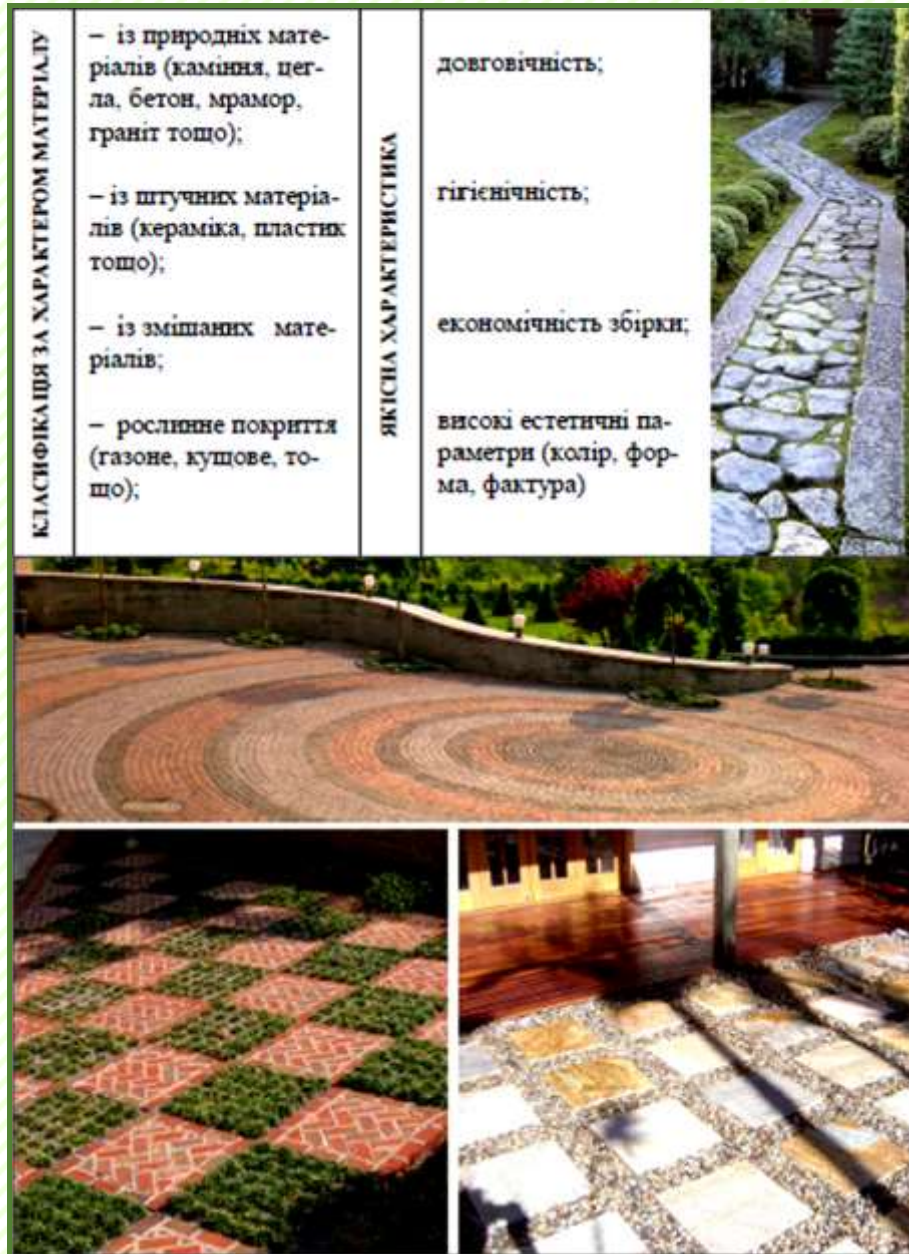 КЛАСИФІКАЦІЯ ЗА ХАРАКТЕРОМ МАТЕРІАЛУ
– із природніх мате-
ріалів (каміння, цег-
ла, бетон, мрамор,
граніт тощо);
– із штучних матеріа-
лів (кераміка, пластик
тощо);
– із змішаних мате-
ріалів;
– рослинне покриття
(газоне, кущове, то-
що);
ЯКІСНА ХАРАКТЕРИСТИКА
довговічність;
гігієнічність;
економічність збірки;
високі естетичні па-
раметри (колір, фор-
ма, фактура)